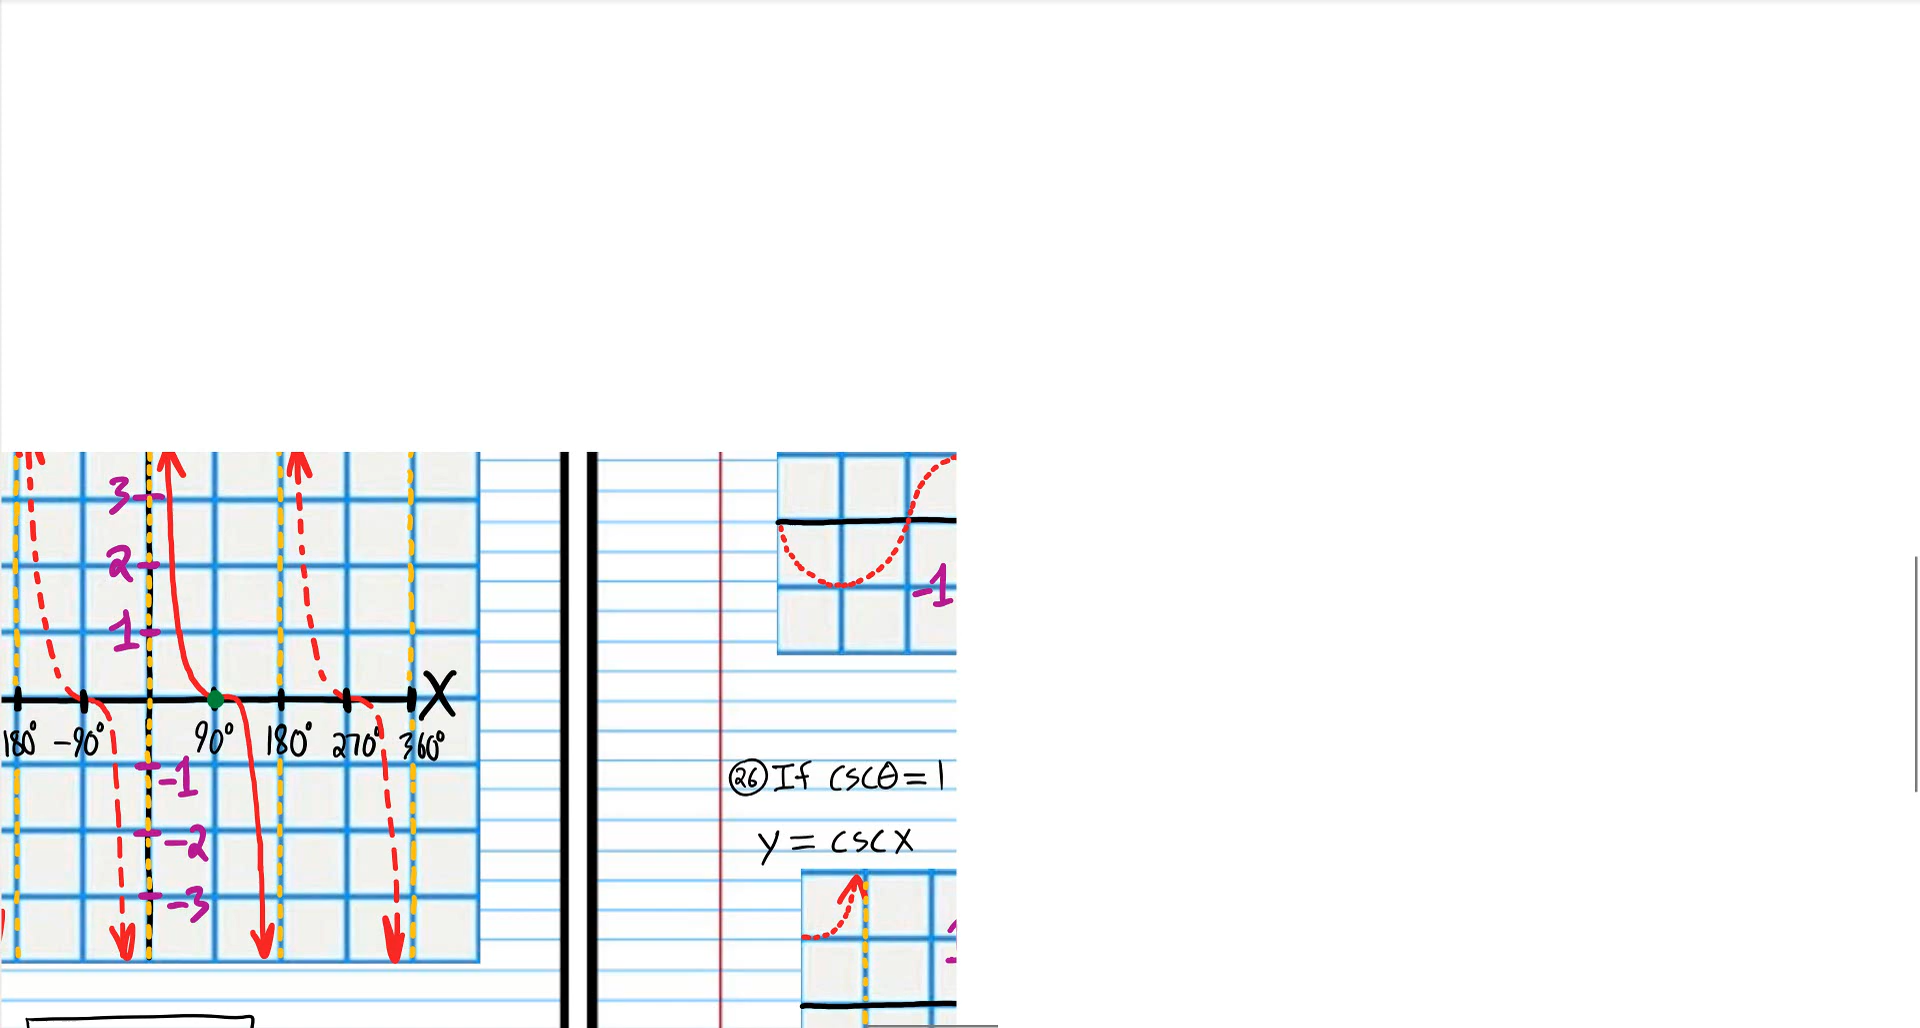 3
2
1
X
180° -90° 90° 180° 270° 360°
-1
-2
-3
-1
26 If cscθ = 1
y = cscx